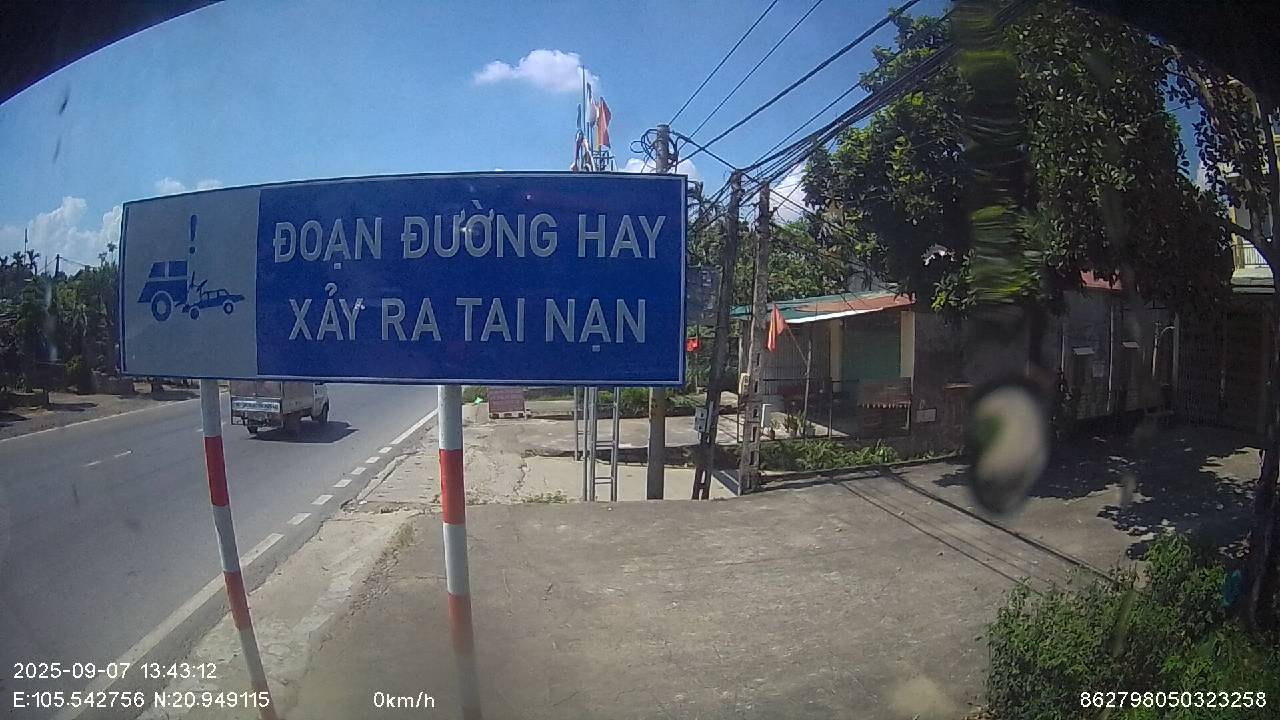 ĐOẠN ĐƯỜNG HAY
XẢY RA TAI NẠN
2025-09-07 13:43:12
E:105.542756 N:20.949115
0km/h
862798050323258